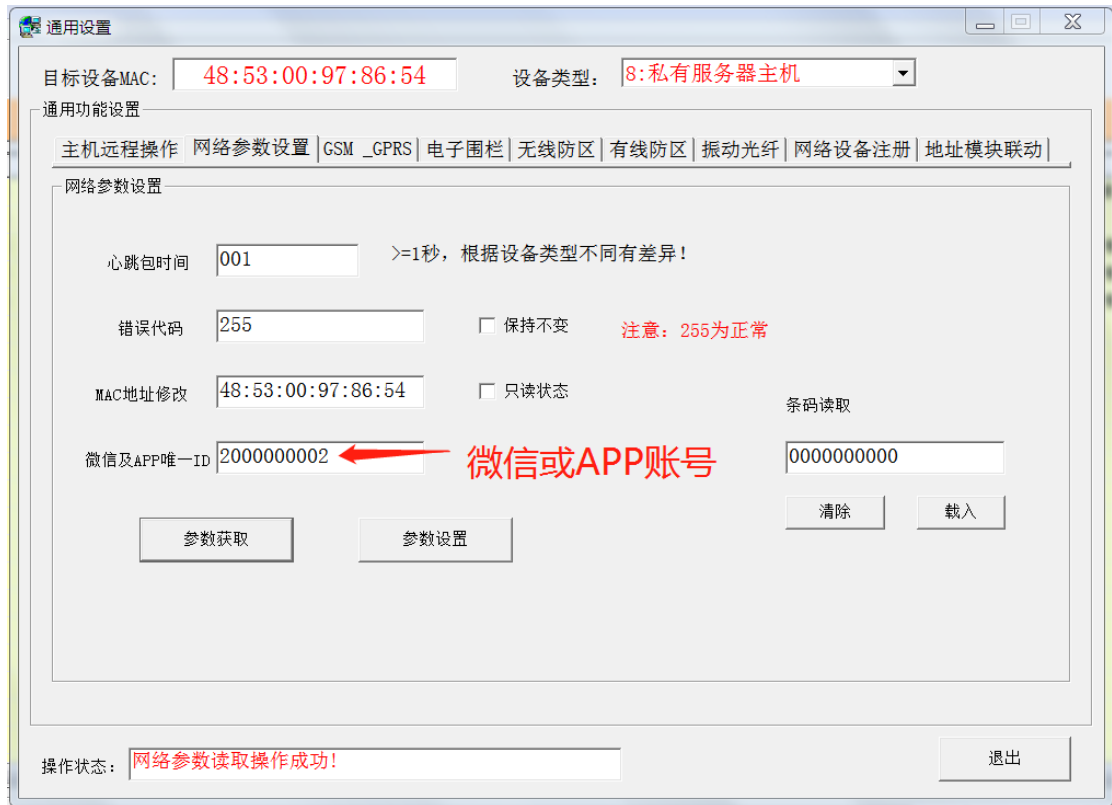 通用设置
目标设备MAC: 48:53:00:97:86:54 设备类型: 8:私有服务器主机
通用功能设置
主机远程操作 网络参数设置 GSM _GPRS 电子围栏 无线防区 有线防区 振动光纤 网络设备注册 地址模块联动
网络参数设置
心跳包时间 001 >=1秒，根据设备类型不同有差异！
错误代码 255 保持不变 注意：255为正常
MAC地址修改 48:53:00:97:86:54 只读状态
条码读取
微信及APP唯一ID 2000000002 微信或APP账号 0000000000
清除 载入
参数获取 参数设置
操作状态: 网络参数读取操作成功! 退出